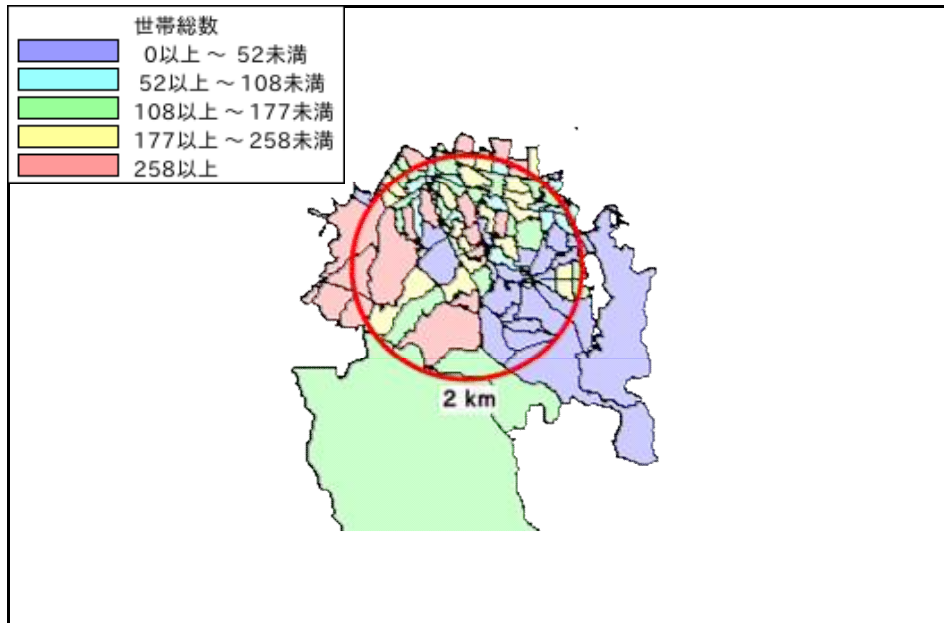 世帯総数
0以上 ～ 52未満
52以上 ～ 108未満
108以上 ～ 177未満
177以上 ～ 258未満
258以上
2 km